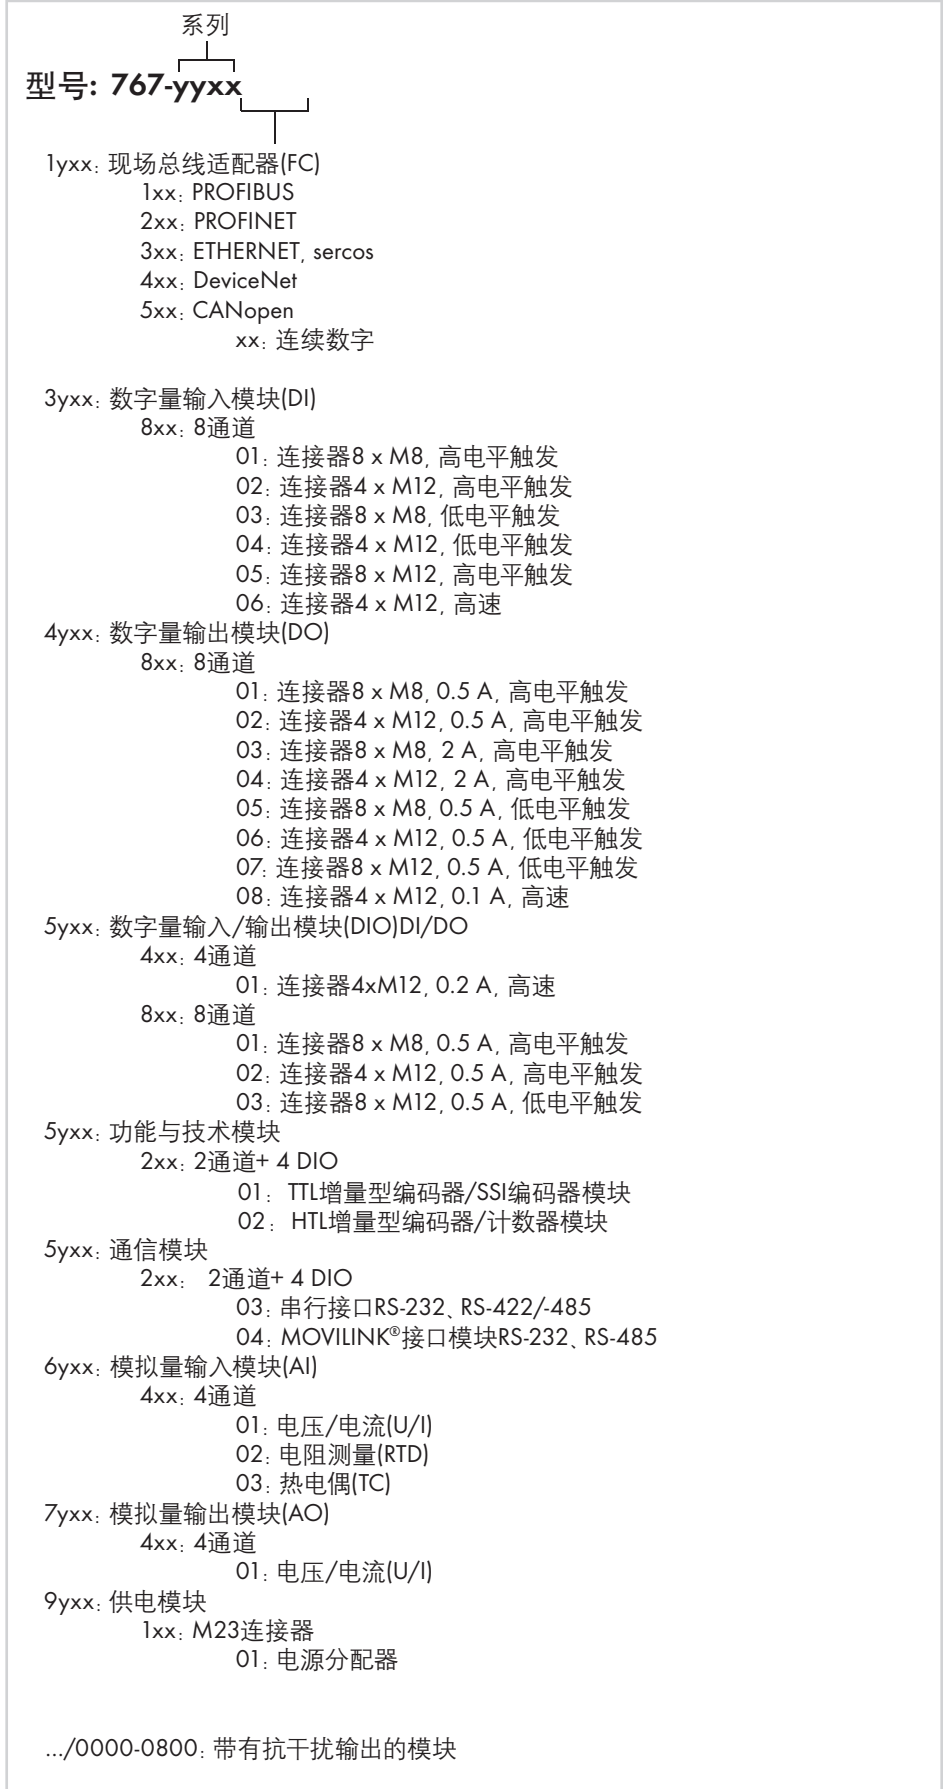 系列
型号: 767-yyxx
1yxx: 现场总线适配器(FC)
1xx: PROFIBUS
2xx: PROFINET
3xx: ETHERNET, sercos
4xx: DeviceNet
5xx: CANopen
xx: 连续数字
3yxx: 数字量输入模块(DI)
8xx: 8通道
01: 连接器8 x M8, 高电平触发
02: 连接器4 x M12, 高电平触发
03: 连接器8 x M8, 低电平触发
04: 连接器4 x M12, 低电平触发
05: 连接器8 x M12, 高电平触发
06: 连接器4 x M12, 高速
4yxx: 数字量输出模块(DO)
8xx: 8通道
01: 连接器8 x M8, 0.5 A, 高电平触发
02: 连接器4 x M12, 0.5 A, 高电平触发
03: 连接器8 x M8, 2 A, 高电平触发
04: 连接器4 x M12, 2 A, 高电平触发
05: 连接器8 x M8, 0.5 A, 低电平触发
06: 连接器4 x M12, 0.5 A, 低电平触发
07: 连接器8 x M12, 0.5 A, 低电平触发
08: 连接器4 x M12, 0.1 A, 高速
5yxx: 数字量输入/输出模块(DIO)DI/DO
4xx: 4通道
01: 连接器4xM12, 0.2 A, 高速
8xx: 8通道
01: 连接器8 x M8, 0.5 A, 高电平触发
02: 连接器4 x M12, 0.5 A, 高电平触发
03: 连接器8 x M12, 0.5 A, 低电平触发
5yxx: 功能与技术模块
2xx: 2通道+ 4 DIO
01: TTL增量型编码器/SSI编码器模块
02: HTL增量型编码器/计数器模块
5yxx: 通信模块
2xx: 2通道+ 4 DIO
03: 串行接口RS-232、RS-422/-485
04: MOVILINK®接口模块RS-232、RS-485
6yxx: 模拟量输入模块(AI)
4xx: 4通道
01: 电压/电流(U/I)
02: 电阻测量(RTD)
03: 热电偶(TC)
7yxx: 模拟量输出模块(AO)
4xx: 4通道
01: 电压/电流(U/I)
9yxx: 供电模块
1xx: M23连接器
01: 电源分配器
.../0000-0800: 带有抗干扰输出的模块